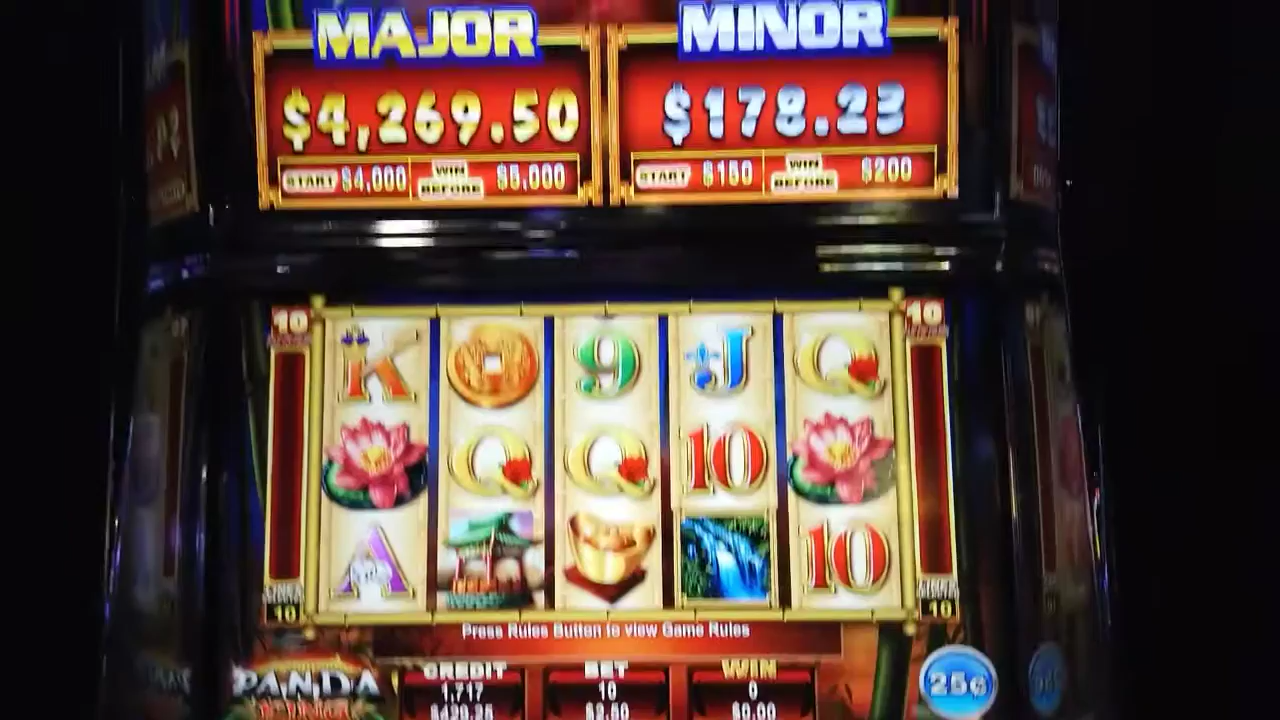 MAJOR
MINOR
$4,269.50
$178.23
START $4,000 WIN BEFORE $5,000
START $150 WIN BEFORE $200
10
10
K
9
J
Q
Q
Q
10
A
10
10
10
Press Rules Button to view Game Rules
PANDA
CREDIT
BET
WIN
1,717
10
0
$429.25
$2.50
$0.00
25¢